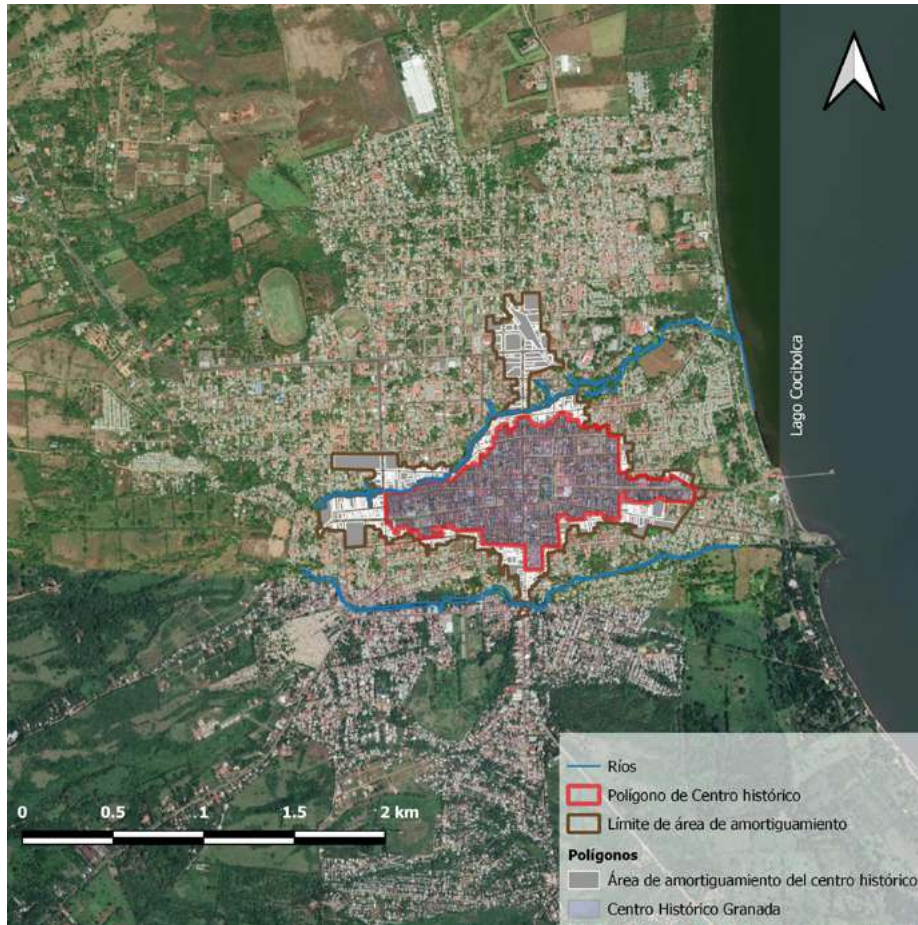 Lago Cocibolca
0 0.5 1 1.5 2 km
Ríos
Polígono de Centro histórico
Límite de área de amortiguamiento
Polígonos
Área de amortiguamiento del centro histórico
Centro Histórico Granada